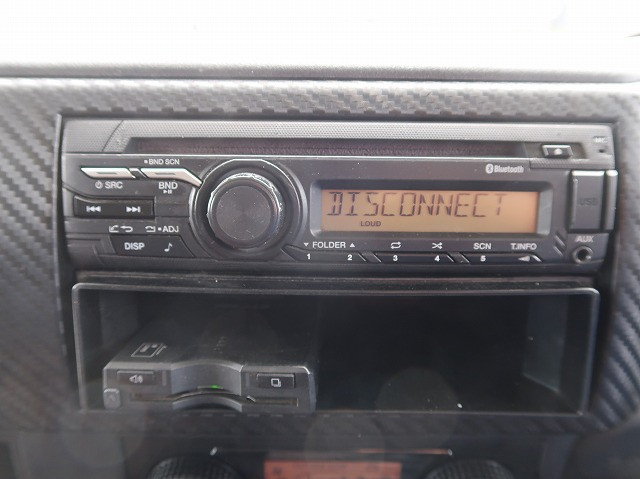 BND SCN
Bluetooth
SRC
BND
DISCONNECT
LOUD
ADJ
DISP
FOLDER
SCN
T.INFO
AUX
1 2 3 4 5